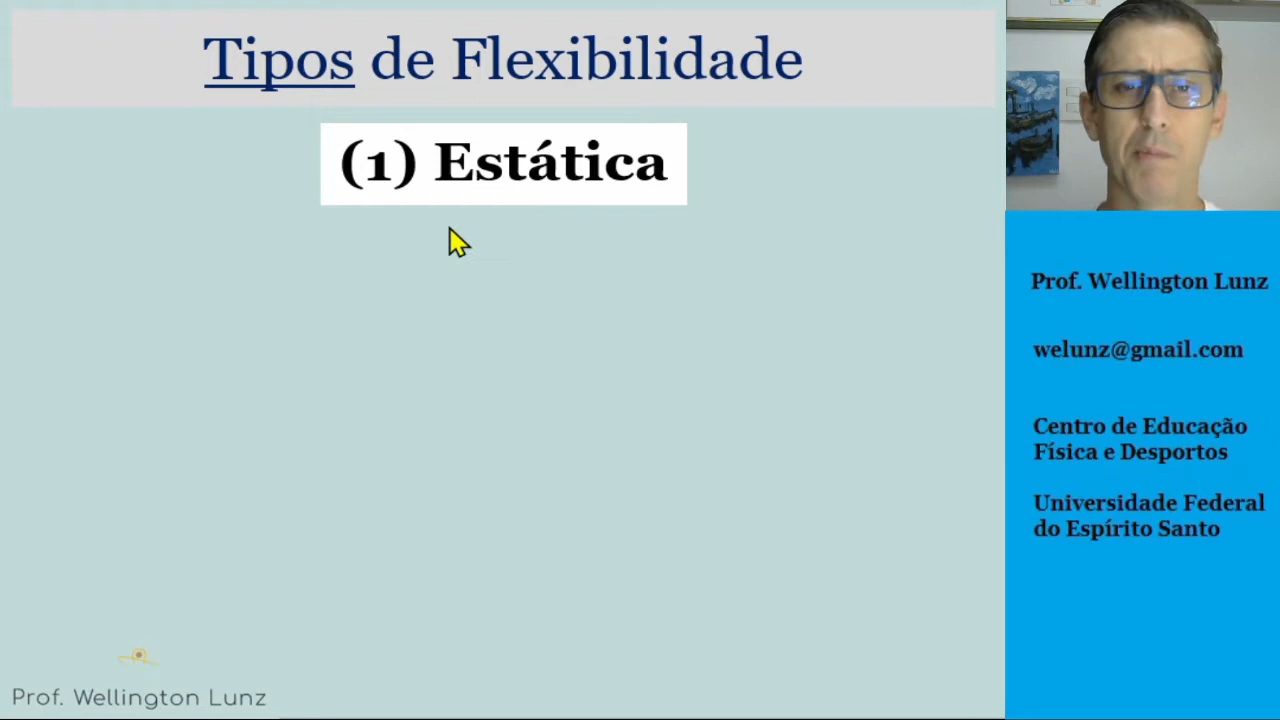 Tipos de Flexibilidade
(1) Estática
Prof. Wellington Lunz
welunz@gmail.com
Centro de Educação
Física e Desportos
Universidade Federal
do Espírito Santo
Prof. Wellington Lunz